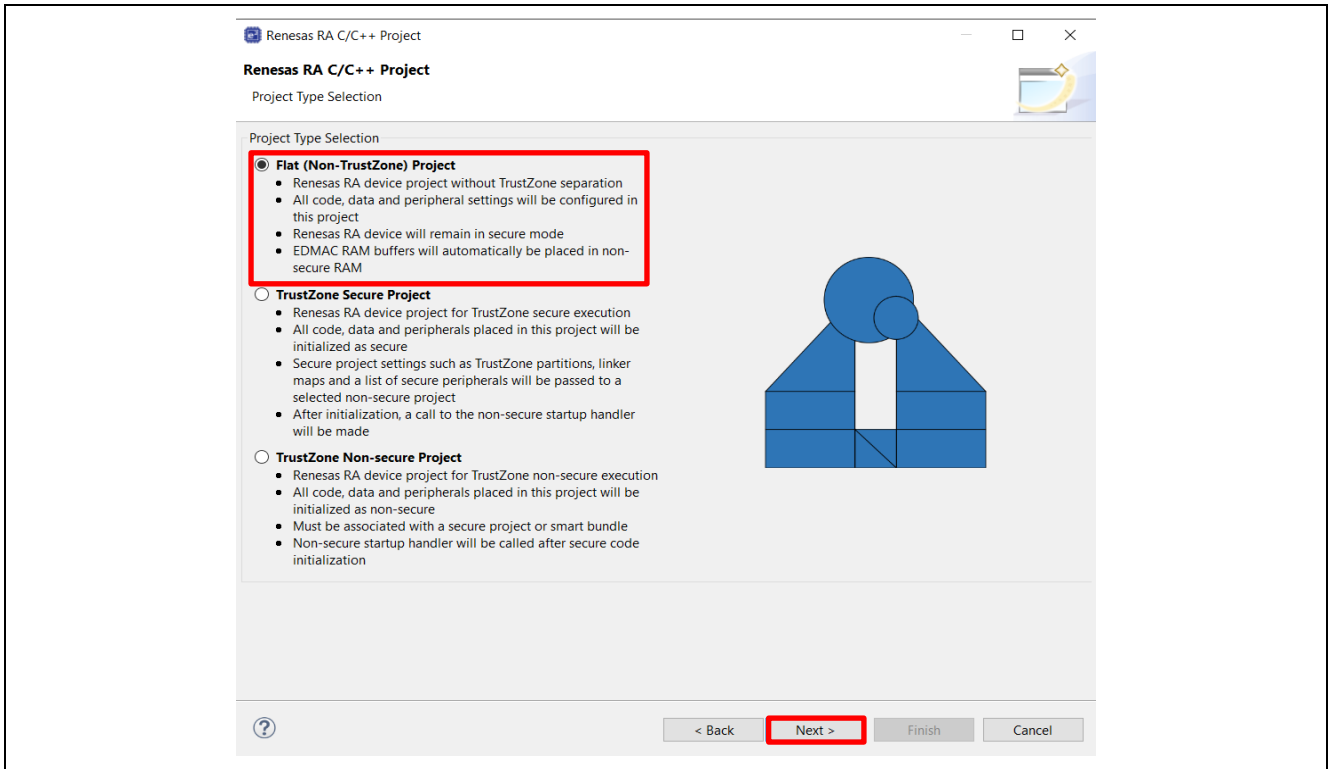 Renesas RA C/C++ Project
Renesas RA C/C++ Project
Project Type Selection
Project Type Selection
Flat (Non-TrustZone) Project
• Renesas RA device project without TrustZone separation
• All code, data and peripheral settings will be configured in
this project
• Renesas RA device will remain in secure mode
• EDMAC RAM buffers will automatically be placed in non-
secure RAM
TrustZone Secure Project
• Renesas RA device project for TrustZone secure execution
• All code, data and peripherals placed in this project will be
initialized as secure
• Secure project settings such as TrustZone partitions, linker
maps and a list of secure peripherals will be passed to a
selected non-secure project
• After initialization, a call to the non-secure startup handler
will be made
TrustZone Non-secure Project
• Renesas RA device project for TrustZone non-secure execution
• All code, data and peripherals placed in this project will be
initialized as non-secure
• Must be associated with a secure project or smart bundle
• Non-secure startup handler will be called after secure code
initialization
?
< Back
Next >
Finish
Cancel